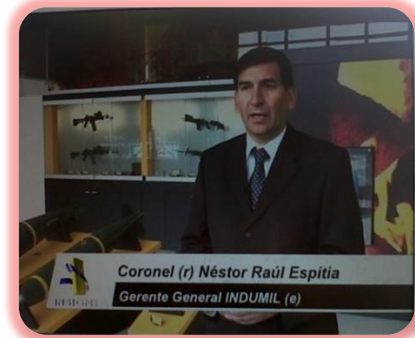 Coronel (r) Néstor Raúl Espítia
Gerente General INDUMIL (e)